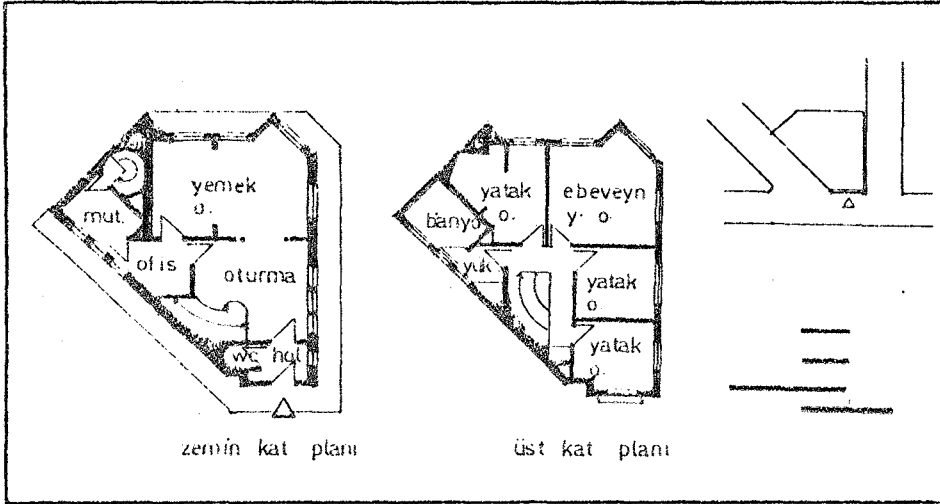 yemek
o.
mut.
ofis
oturma
wc hol
zemin kat planı
yatak
o.
ebeveyn
y. o.
banyo
yük
yatak
o
yatak
o.
üst kat planı